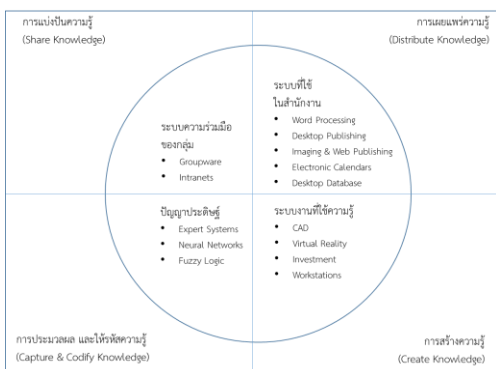 การแบ่งปันความรู้
(Share Knowledge)
การเผยแพร่ความรู้
(Distribute Knowledge)
ระบบความร่วมมือ
ของกลุ่ม
• Groupware
• Intranets
ระบบที่ใช้
ในสำนักงาน
• Word Processing
• Desktop Publishing
• Imaging & Web Publishing
• Electronic Calendars
• Desktop Database
ปัญญาประดิษฐ์
• Expert Systems
• Neural Networks
• Fuzzy Logic
ระบบงานที่ใช้ความรู้
• CAD
• Virtual Reality
• Investment
• Workstations
การประมวลผล และให้รหัสความรู้
(Capture & Codify Knowledge)
การสร้างความรู้
(Create Knowledge)